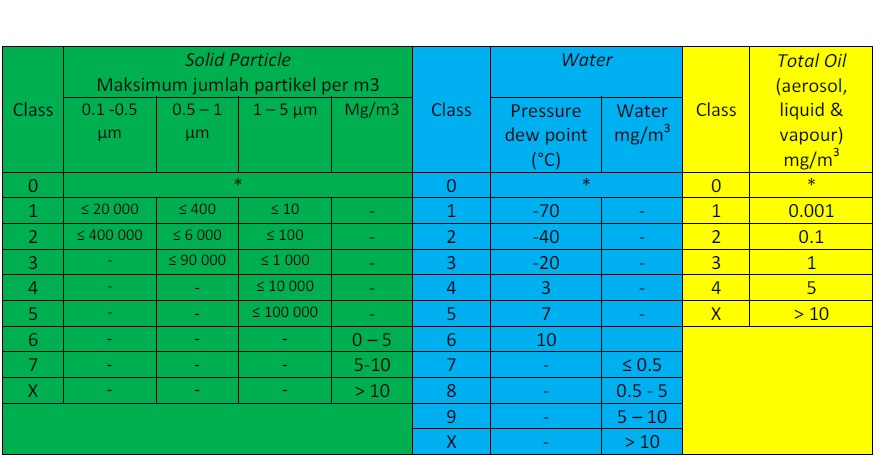 Solid Particle Water Total Oil
Maksimum jumlah partikel per m3 (aerosol,
Class 0.1 -0.5 0.5 – 1 1 – 5 µm Mg/m3 Class Pressure Water Class liquid &
µm µm dew point mg/m³ vapour)
(°C) mg/m³
0 * 0 * 0 *
1 ≤ 20 000 ≤ 400 ≤ 10 - 1 -70 - 1 0.001
2 ≤ 400 000 ≤ 6 000 ≤ 100 - 2 -40 - 2 0.1
3 - ≤ 90 000 ≤ 1 000 - 3 -20 - 3 1
4 - - ≤ 10 000 - 4 3 - 4 5
5 - - ≤ 100 000 - 5 7 - X > 10
6 - - - 0 – 5 6 10
7 - - - 5-10 7 - ≤ 0.5
X - - - > 10 8 - 0.5 - 5
9 - 5 – 10
X - > 10